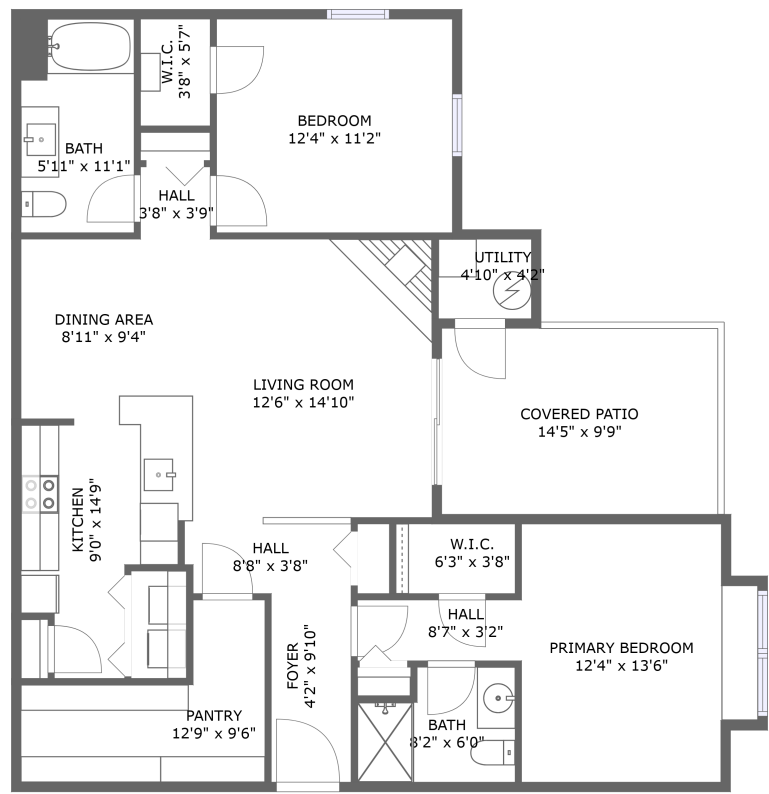 W.I.C.
3'8" x 5'7"
BEDROOM
12'4" x 11'2"
BATH
5'11" x 11'1"
HALL
3'8" x 3'9"
UTILITY
4'10" x 4'2"
DINING AREA
8'11" x 9'4"
LIVING ROOM
12'6" x 14'10"
COVERED PATIO
14'5" x 9'9"
KITCHEN
9'0" x 14'9"
HALL
8'8" x 3'8"
W.I.C.
6'3" x 3'8"
HALL
8'7" x 3'2"
PRIMARY BEDROOM
12'4" x 13'6"
FOYER
4'2" x 9'10"
PANTRY
12'9" x 9'6"
BATH
8'2" x 6'0"